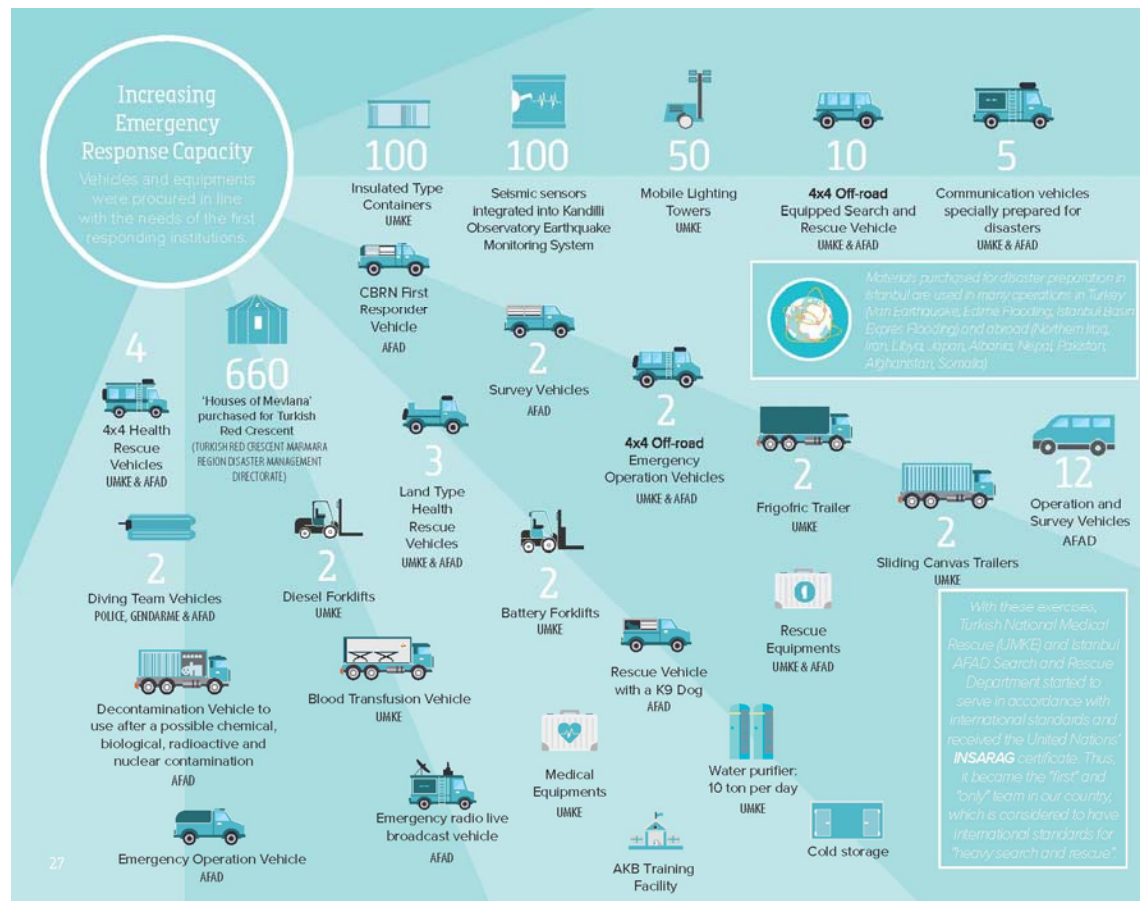 Increasing
Emergency
Response Capacity
Vehicles and equipments
were procured in line
with the needs of the first
responding institutions.
100
Insulated Type
Containers
UMKE
100
Seismic sensors
integrated into Kandilli
Observatory Earthquake
Monitoring System
50
Mobile Lighting
Towers
UMKE
10
4x4 Off-road
Equipped Search and
Rescue Vehicle
UMKE & AFAD
5
Communication vehicles
specially prepared for
disasters
UMKE & AFAD
Materials purchased for disaster preparation in
Istanbul are used in many operations in Turkey
(Van Earthquake, Edirne Flooding, Istanbul Basin
Expres Flooding) and abroad (Northern Iraq,
Iran, Libya, Japan, Albania, Nepal, Pakistan,
Afghanistan, Somalia)
CBRN First
Responder
Vehicle
AFAD
2
Survey Vehicles
AFAD
4
4x4 Health
Rescue
Vehicles
UMKE & AFAD
660
'Houses of Mevlana'
purchased for Turkish
Red Crescent
(TURKISH RED CRESCENT MARMARA
REGION DISASTER MANAGEMENT
DIRECTORATE)
3
Land Type
Health
Rescue
Vehicles
UMKE & AFAD
2
4x4 Off-road
Emergency
Operation Vehicles
UMKE & AFAD
2
Frigofric Trailer
UMKE
2
Sliding Canvas Trailers
UMKE
12
Operation and
Survey Vehicles
AFAD
2
Diving Team Vehicles
POLICE, GENDARME & AFAD
2
Diesel Forklifts
UMKE
2
Battery Forklifts
UMKE
Rescue
Equipments
UMKE & AFAD
With these exercises,
Turkish National Medical
Rescue (UMKE) and Istanbul
AFAD Search and Rescue
Department started to
serve in accordance with
international standards and
received the United Nations'
INSARAG certificate. Thus,
it became the "first" and
"only" team in our country,
which is considered to have
international standards for
"heavy search and rescue".
Decontamination Vehicle to
use after a possible chemical,
biological, radioactive and
nuclear contamination
AFAD
Blood Transfusion Vehicle
UMKE
Rescue Vehicle
with a K9 Dog
AFAD
Medical
Equipments
UMKE
Water purifier:
10 ton per day
UMKE
Emergency Operation Vehicle
AFAD
Emergency radio live
broadcast vehicle
AFAD
AKB Training
Facility
Cold storage
27